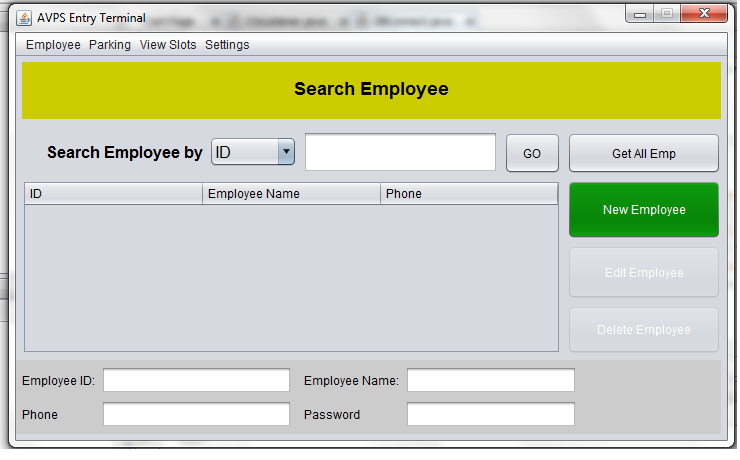 AVPS Entry Terminal
Employee Parking View Slots Settings
Search Employee
Search Employee by ID GO Get All Emp
ID Employee Name Phone
New Employee
Edit Employee
Delete Employee
Employee ID: Employee Name:
Phone Password